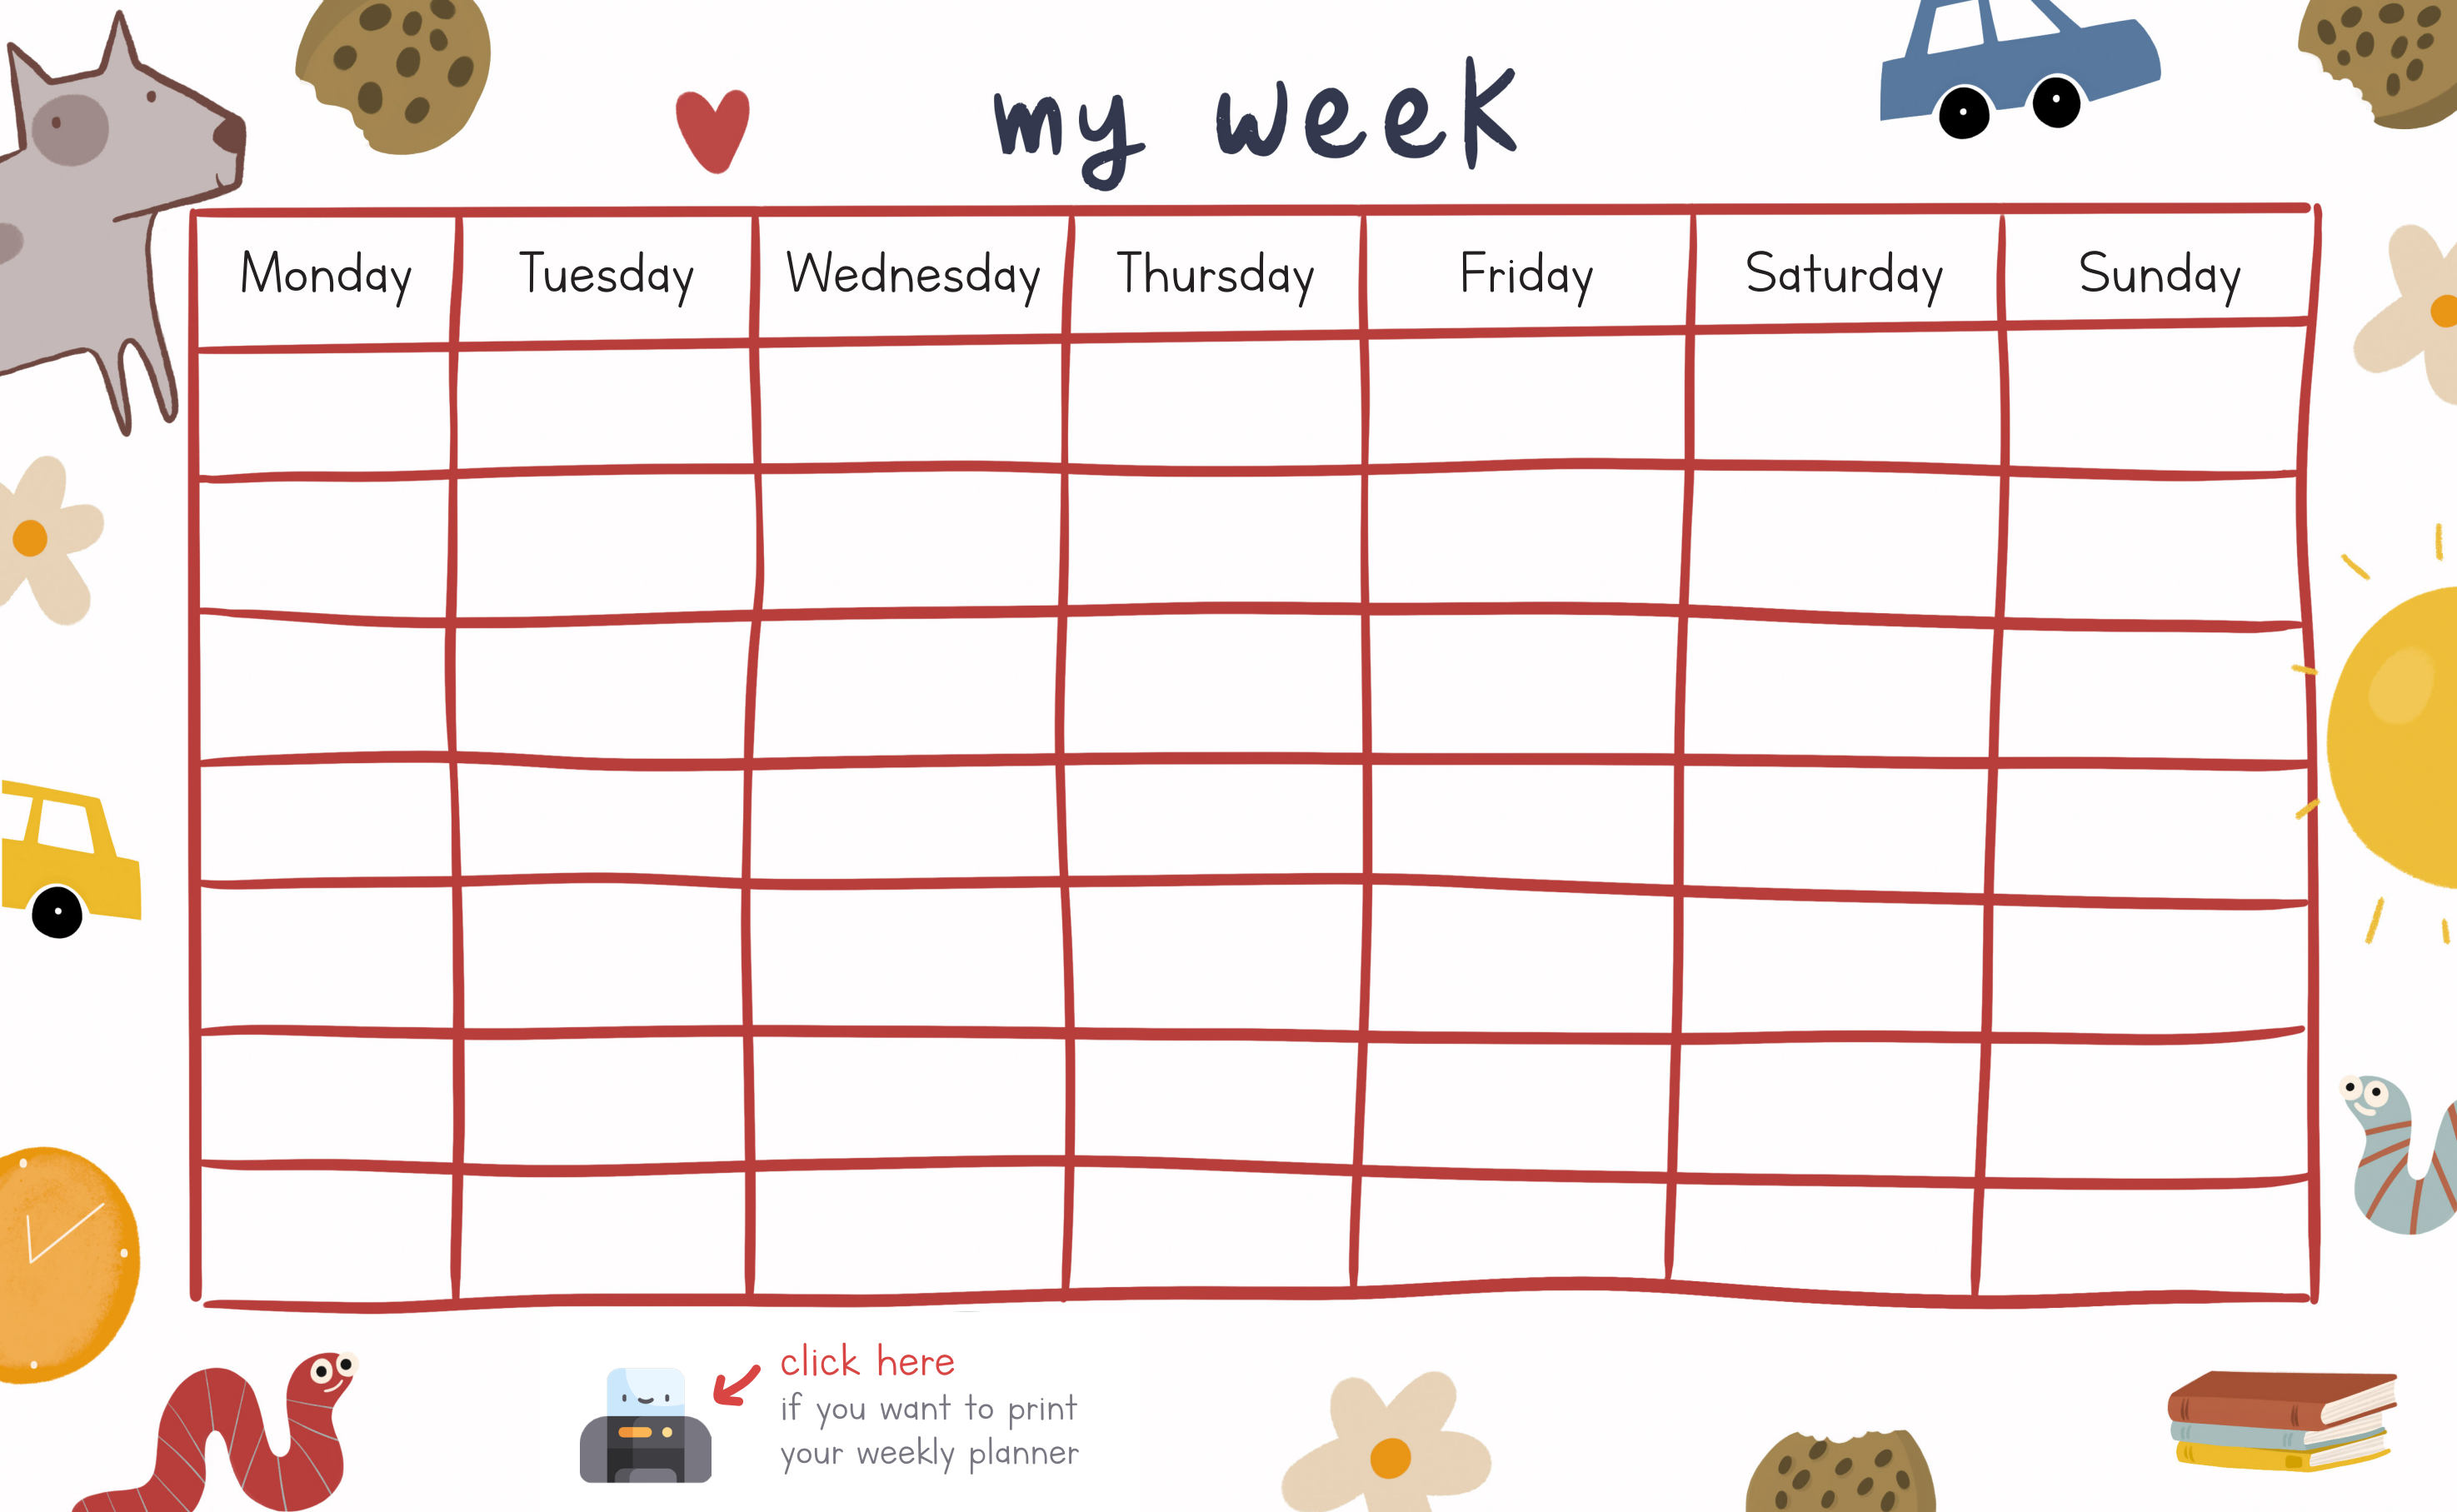 my week
Monday Tuesday Wednesday Thursday Friday Saturday Sunday
click here
if you want to print
your weekly planner